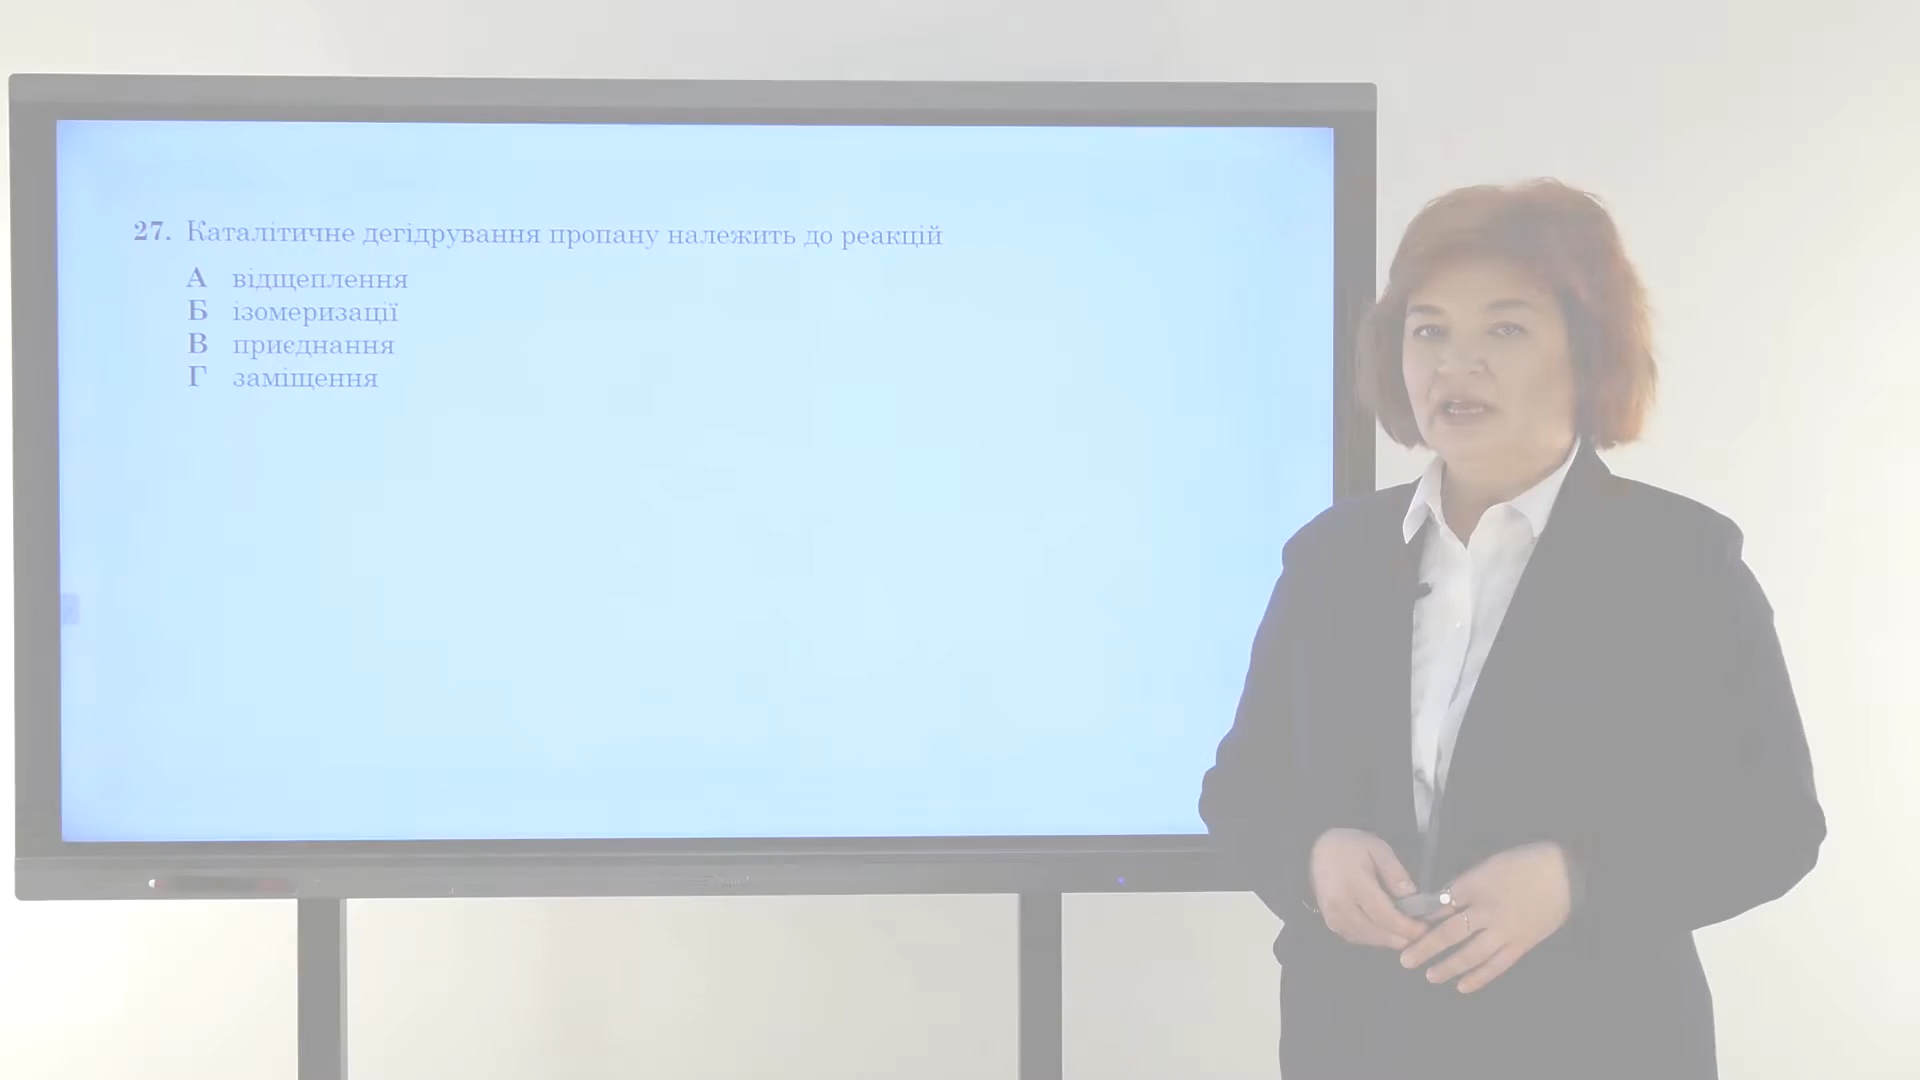 27. Каталітичне дегідрування пропану належить до реакцій
А відщеплення
Б ізомеризації
В приєднання
Г заміщення